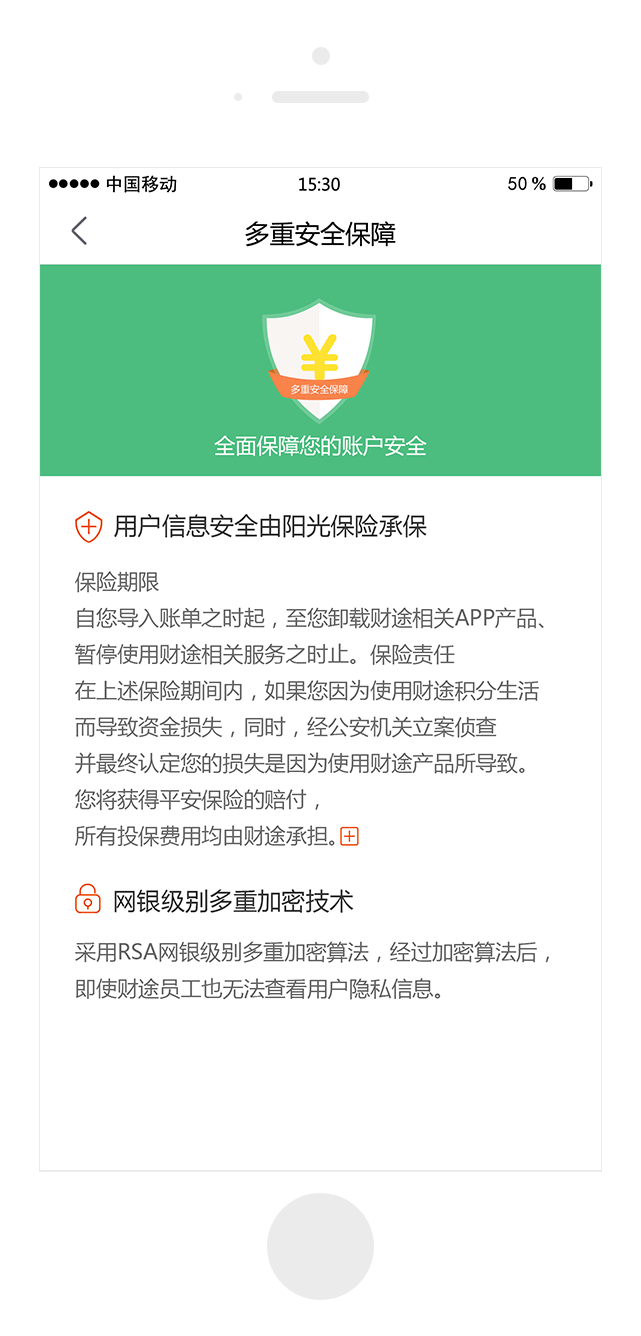 中国移动 15:30 50 %
多重安全保障
¥
多重安全保障
全面保障您的账户安全
用户信息安全由阳光保险承保
保险期限
自您导入账单之时起，至您卸载财途相关APP产品、
暂停使用财途相关服务之时止。保险责任
在上述保险期间内，如果您因为使用财途积分生活
而导致资金损失，同时，经公安机关立案侦查
并最终认定您的损失是因为使用财途产品所导致。
您将获得平安保险的赔付，
所有投保费用均由财途承担。
网银级别多重加密技术
采用RSA网银级别多重加密算法，经过加密算法后，
即使财途员工也无法查看用户隐私信息。